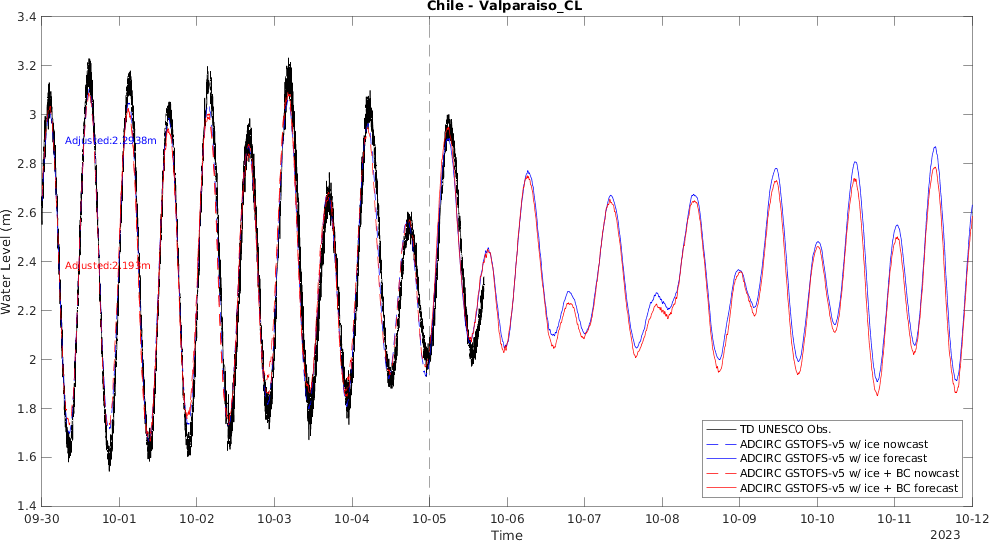 Chile - Valparaiso_CL
3.4
3.2
3
2.8
2.6
2.4
2.2
2
1.8
1.6
1.4
Water Level (m)
Adjusted:2.2938m
Adjusted:2.193m
TD UNESCO Obs.
ADCIRC GSTOFS-v5 w/ ice nowcast
ADCIRC GSTOFS-v5 w/ ice forecast
ADCIRC GSTOFS-v5 w/ ice + BC nowcast
ADCIRC GSTOFS-v5 w/ ice + BC forecast
09-30 10-01 10-02 10-03 10-04 10-05 10-06 10-07 10-08 10-09 10-10 10-11 10-12
Time
2023